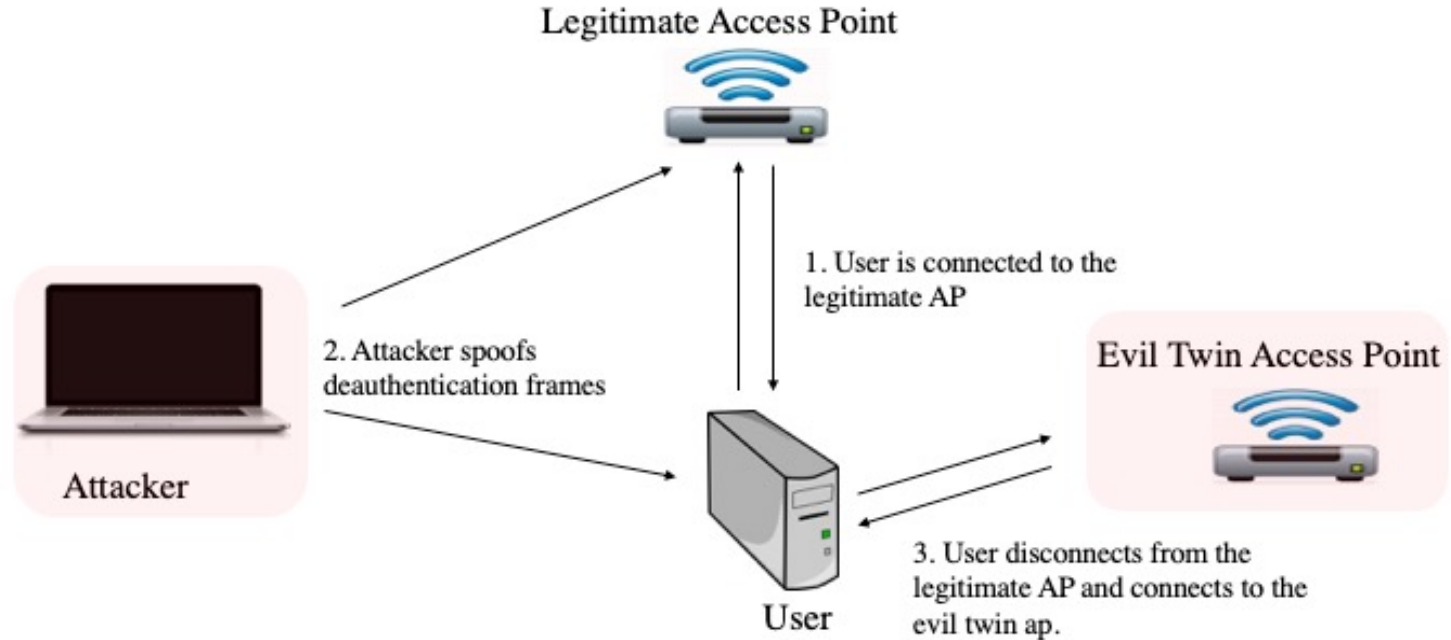 Legitimate Access Point
1. User is connected to the
legitimate AP
2. Attacker spoofs
deauthentication frames
Attacker
Evil Twin Access Point
3. User disconnects from the
legitimate AP and connects to the
evil twin ap.
User